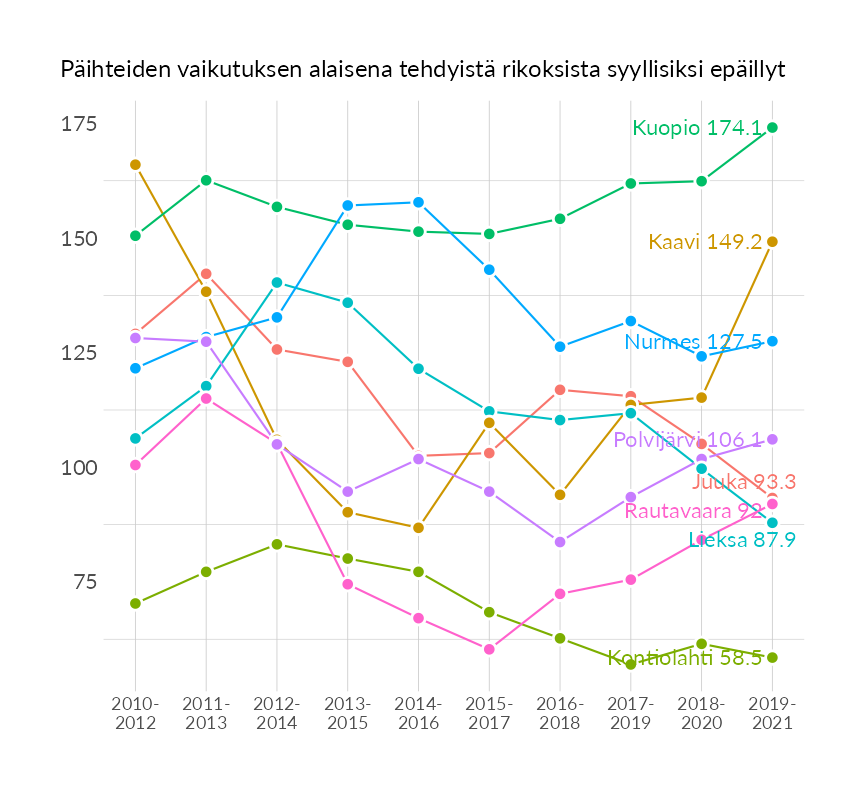 Päihteiden vaikutuksen alaisena tehdyistä rikoksista syyllisiksi epäillyt
175
Kuopio 174.1
150
Kaavi 149.2
125
Nurmes 127.5
100
Polvijärvi 106.1
Juuka 93.3
Rautavaara 92
Lieksa 87.9
75
Kontiolahti 58.5
2010- 2011- 2012- 2013- 2014- 2015- 2016- 2017- 2018- 2019-
2012 2013 2014 2015 2016 2017 2018 2019 2020 2021